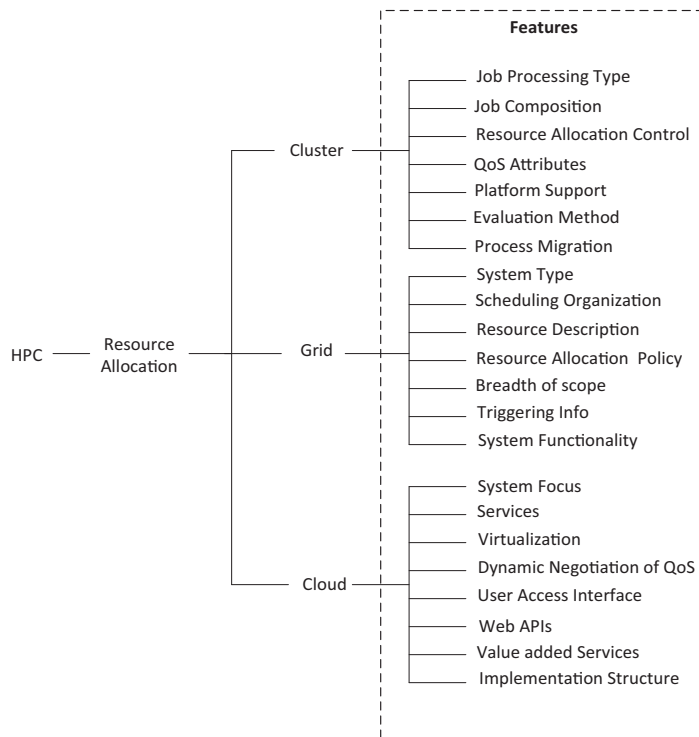 Features
HPC
Resource
Allocation
Cluster
Job Processing Type
Job Composition
Resource Allocation Control
QoS Attributes
Platform Support
Evaluation Method
Process Migration
Grid
System Type
Scheduling Organization
Resource Description
Resource Allocation Policy
Breadth of scope
Triggering Info
System Functionality
Cloud
System Focus
Services
Virtualization
Dynamic Negotiation of QoS
User Access Interface
Web APIs
Value added Services
Implementation Structure